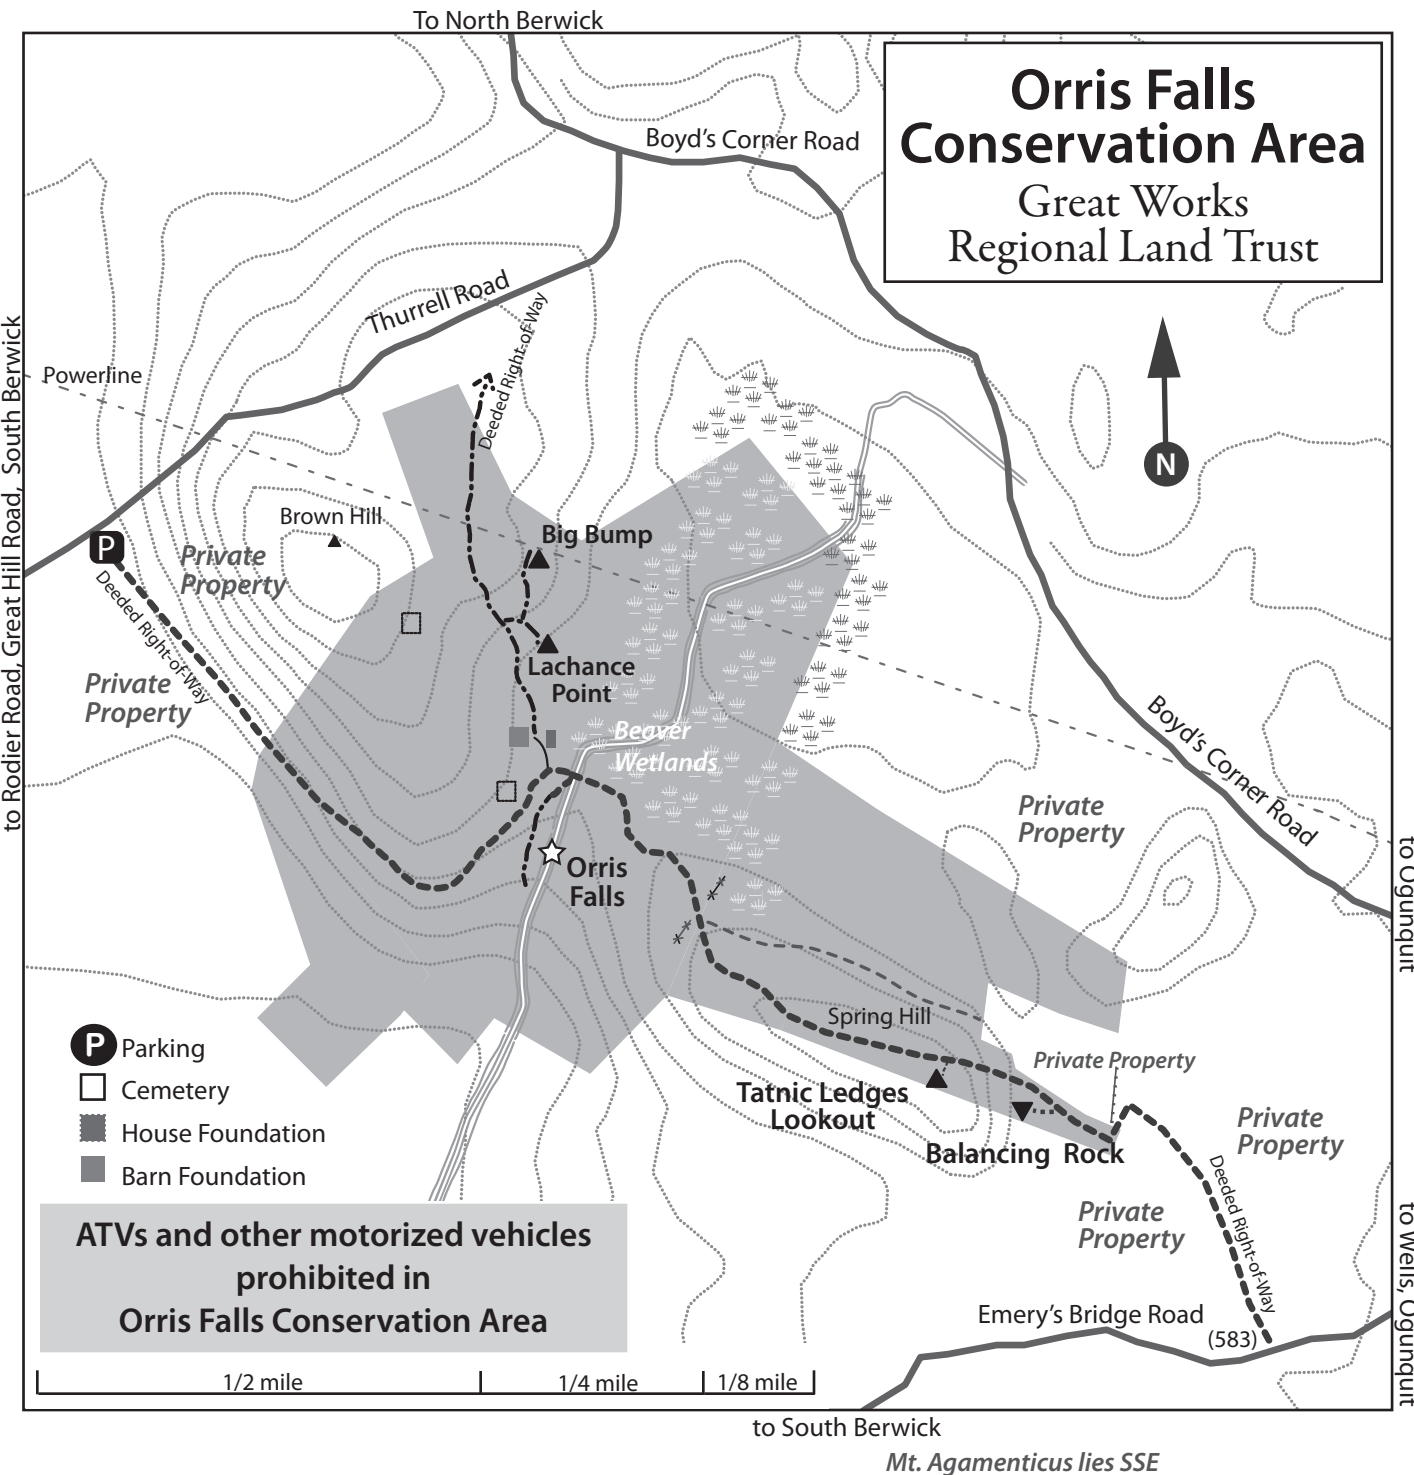 To North Berwick
Orris Falls
Conservation Area
Great Works
Regional Land Trust
Boyd's Corner Road
Thurrell Road
Deeded Right-of-Way
Powerline
to Rodier Road, Great Hill Road, South Berwick
N
Brown Hill
Big Bump
P
Private
Property
Deeded Right-of-Way
Lachance
Point
Private
Property
Beaver
Wetlands
Boyd's Corner Road
Private
Property
to Ogunquit
Orris
Falls
Spring Hill
P Parking
Cemetery
House Foundation
Barn Foundation
Private Property
Tatnic Ledges
Lookout
Balancing Rock
Private
Property
Deeded Right-of-Way
Private
Property
to Wells, Ogunquit
ATVs and other motorized vehicles
prohibited in
Orris Falls Conservation Area
Emery's Bridge Road
(583)
1/2 mile
1/4 mile
1/8 mile
to South Berwick
Mt. Agamenticus lies SSE